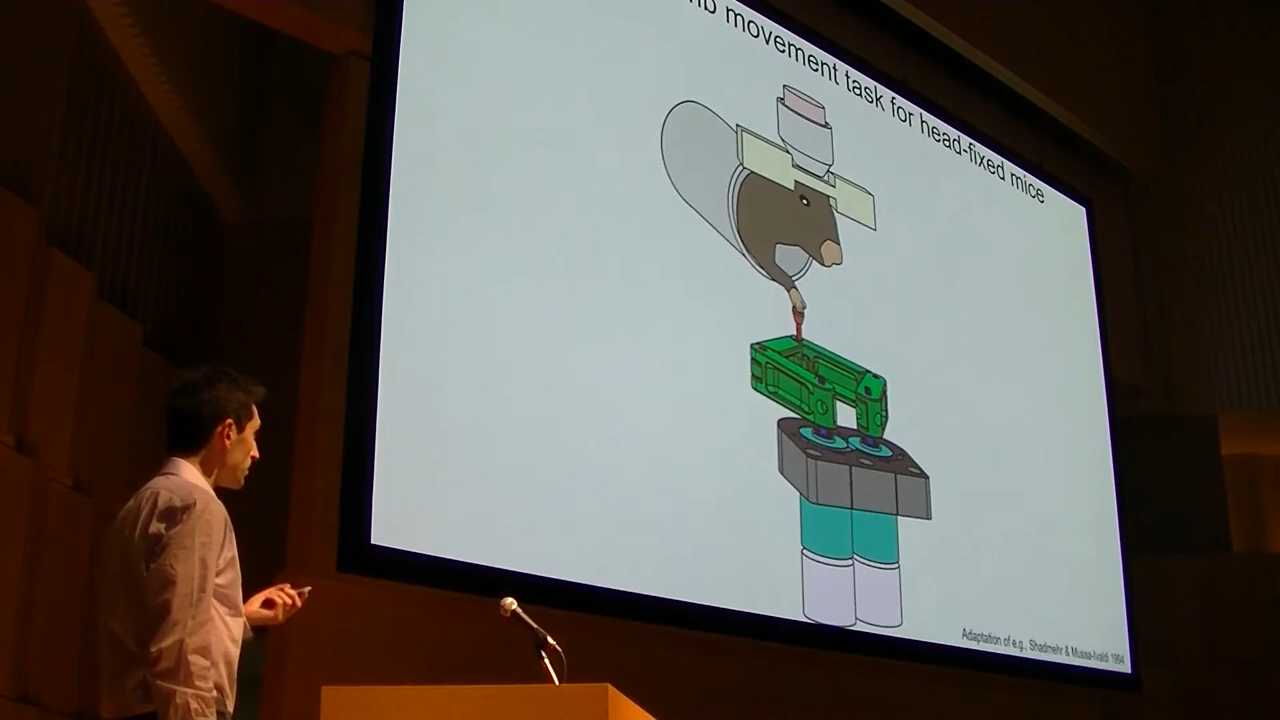 movement task for head-fixed mice
Adaptation of e.g., Shadmehr & Mussa-Ivaldi 1994